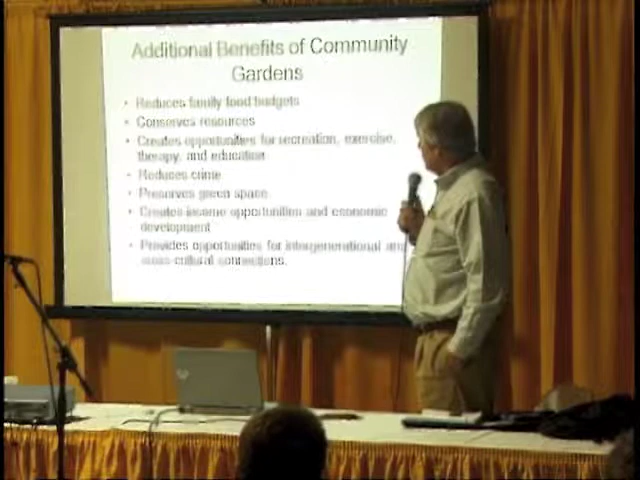 Additional Benefits of Community
Gardens
• Reduces family food budgets
• Conserves resources
• Creates opportunities for recreation, exercise,
therapy, and education
• Reduces crime
• Preserves green space
• Creates income opportunities and economic
development
• Provides opportunities for intergenerational an
cross-cultural connections.